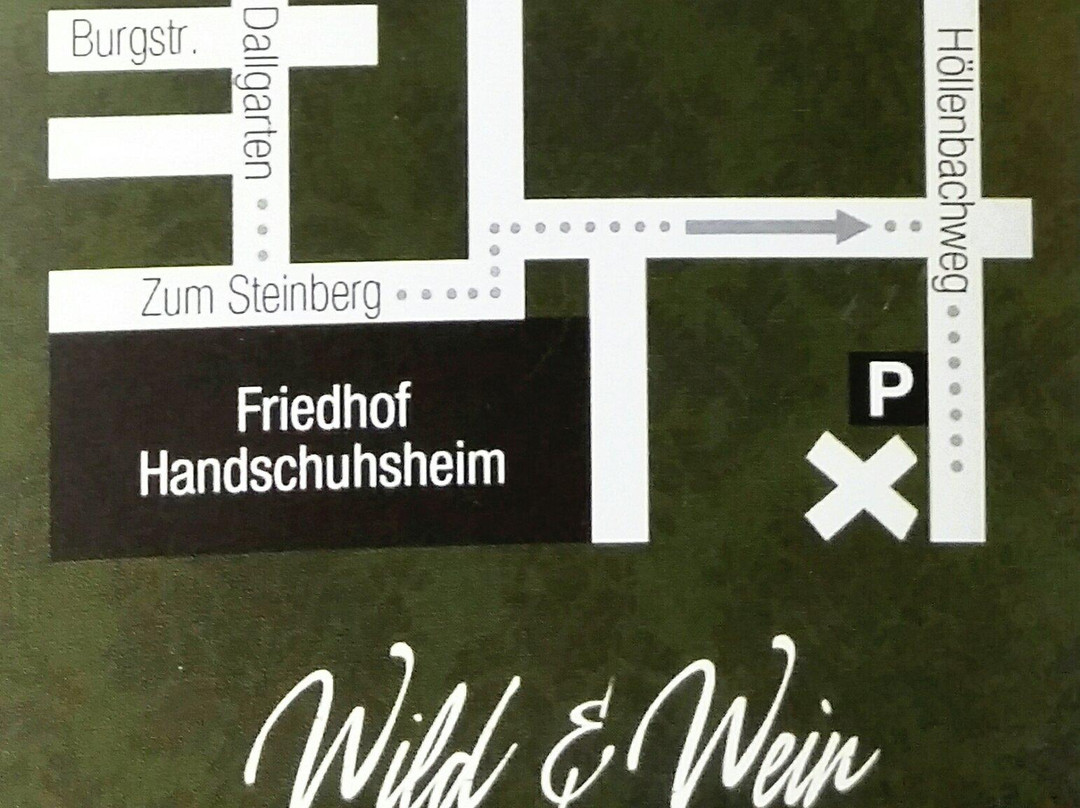 Burgstr.
Dallgarten
Höllenbachweg
Zum Steinberg
P
Friedhof
Handschuhsheim
Wild & Wein